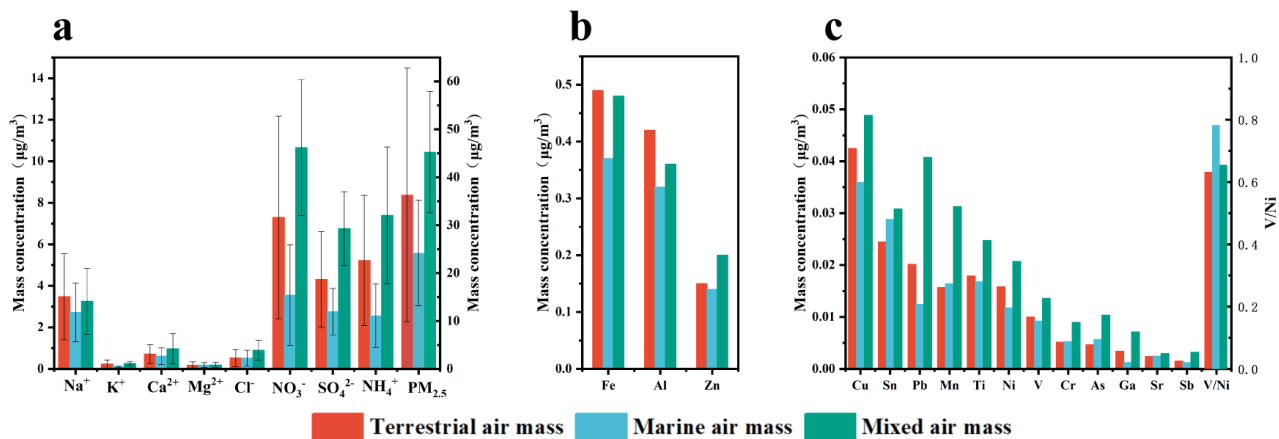 a
b
c
Mass concentration（μg/m³）
14
12
10
8
6
4
2
0
Na⁺
K⁺
Ca²⁺
Mg²⁺
Cl⁻
NO₃⁻
SO₄²⁻
NH₄⁺
PM₂.₅
60
50
40
30
20
10
0
Mass concentration（μg/m³）
Mass concentration（μg/m³）
0.5
0.4
0.3
0.2
0.1
0.0
Fe
Al
Zn
Mass concentration（μg/m³）
0.06
0.05
0.04
0.03
0.02
0.01
0.00
Cu
Sn
Pb
Mn
Ti
Ni
V
Cr
As
Ga
Sr
Sb
V/Ni
1.0
0.8
0.6
0.4
0.2
0.0
V/Ni
Terrestrial air mass
Marine air mass
Mixed air mass